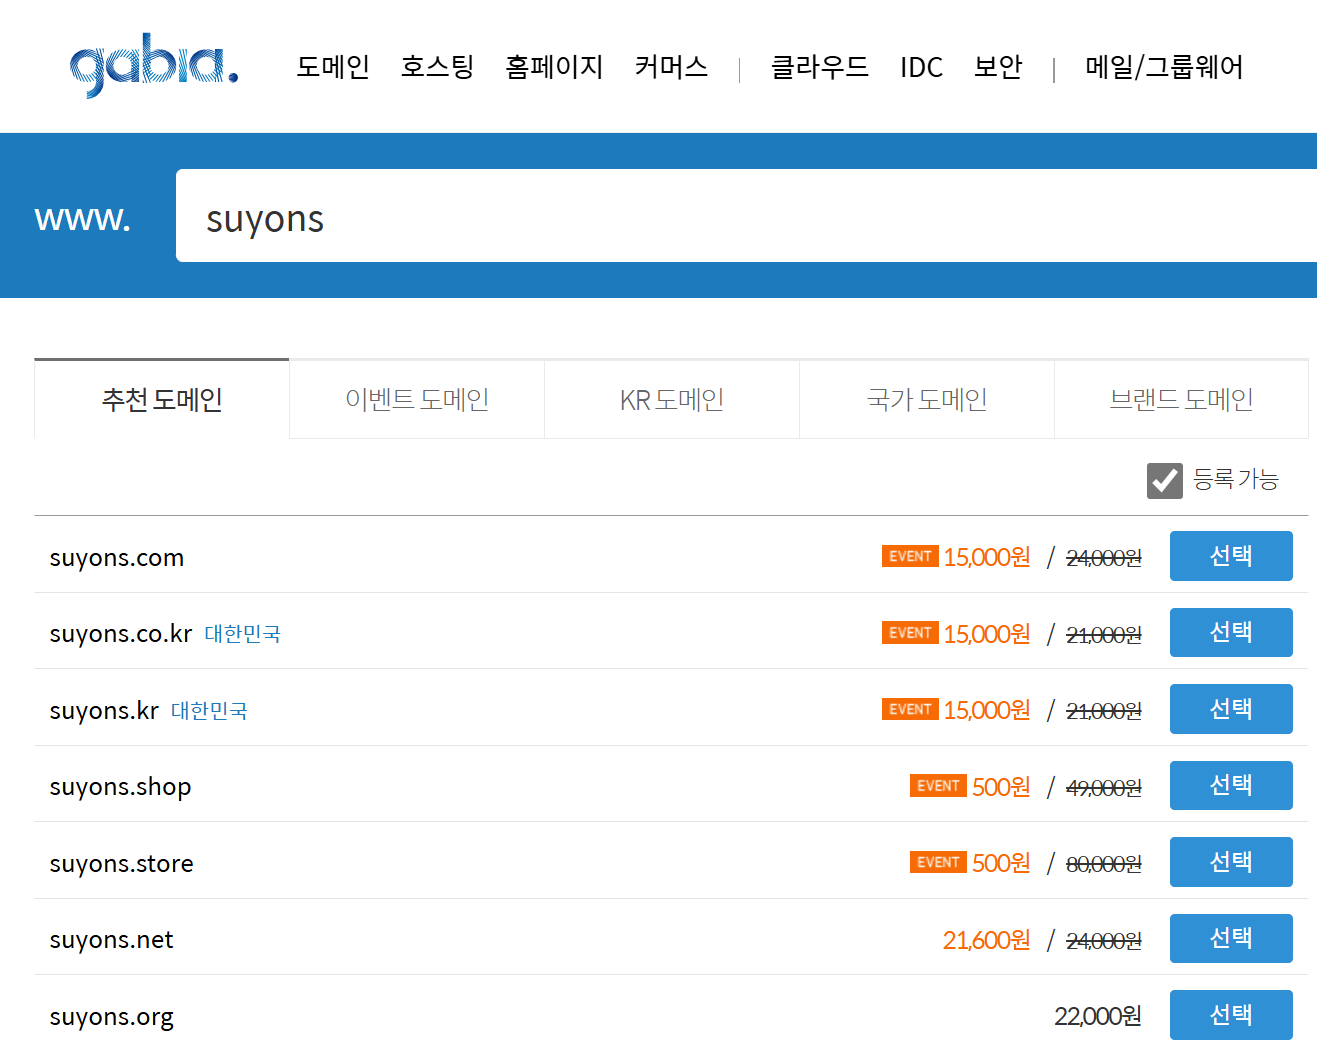 gabia. 도메인 호스팅 홈페이지 커머스 | 클라우드 IDC 보안 | 메일/그룹웨어
www. suyons
추천 도메인 이벤트 도메인 KR 도메인 국가 도메인 브랜드 도메인
등록 가능
suyons.com EVENT 15,000원 / 24,000원 선택
suyons.co.kr 대한민국 EVENT 15,000원 / 21,000원 선택
suyons.kr 대한민국 EVENT 15,000원 / 21,000원 선택
suyons.shop EVENT 500원 / 49,000원 선택
suyons.store EVENT 500원 / 80,000원 선택
suyons.net 21,600원 / 24,000원 선택
suyons.org 22,000원 선택